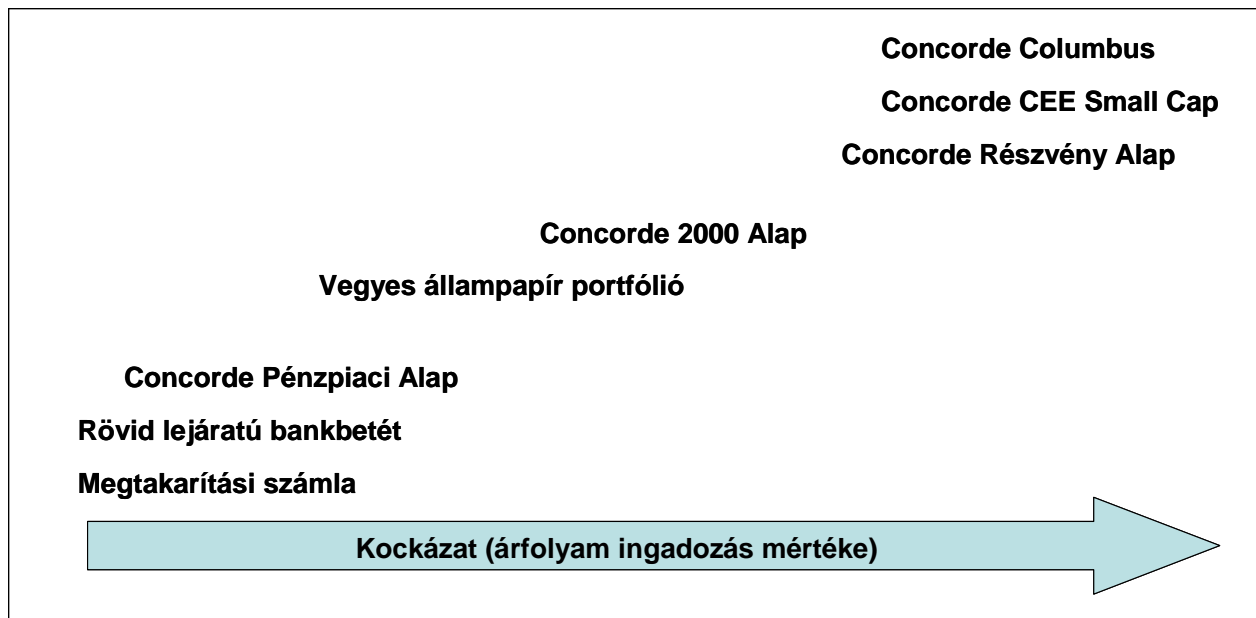 Concorde Columbus
Concorde CEE Small Cap
Concorde Részvény Alap
Concorde 2000 Alap
Vegyes állampapír portfólió
Concorde Pénzpiaci Alap
Rövid lejáratú bankbetét
Megtakarítási számla
Kockázat (árfolyam ingadozás mértéke)